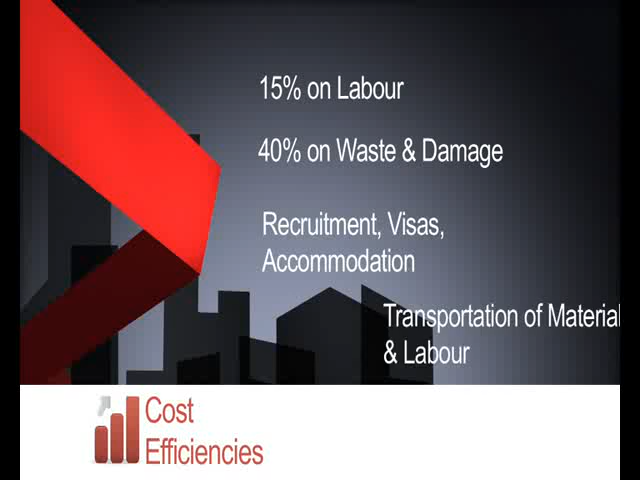 15% on Labour
40% on Waste & Damage
Recruitment, Visas,
Accommodation
Transportation of Material
& Labour
Cost
Efficiencies